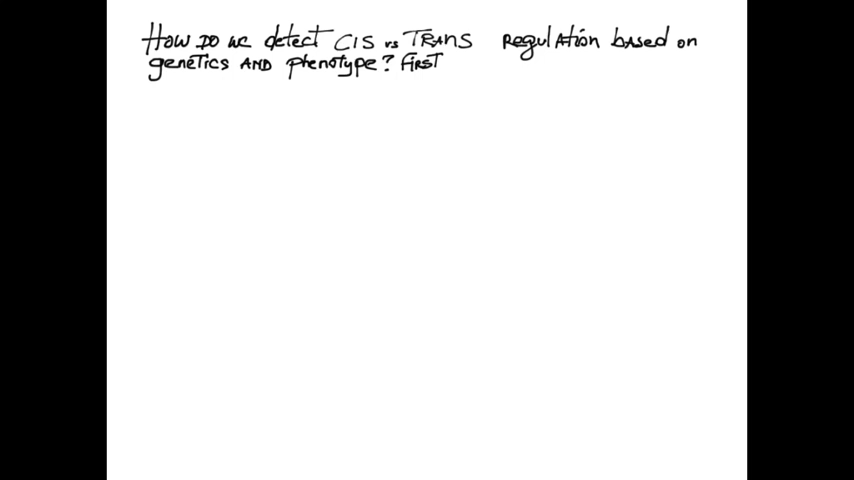 How Do we detect CIS vs TRANS regulation based on
genetics AND phenotype? First